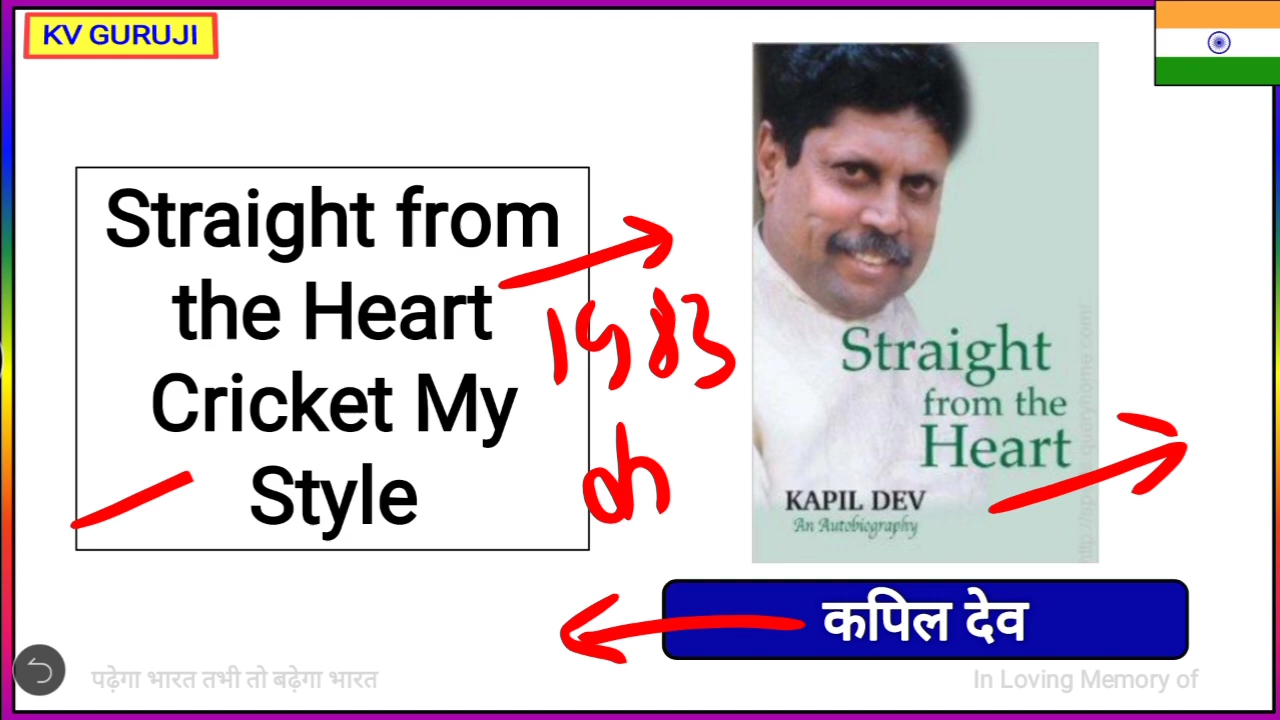 KV GURUJI
Straight from
the Heart
Cricket My
Style
1983
क
Straight
from the
Heart
KAPIL DEV
An Autobiography
कपिल देव
पढ़ेगा भारत तभी तो बढ़ेगा भारत
In Loving Memory of